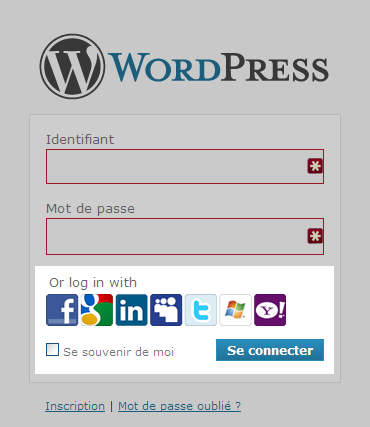 WORDPRESS
Identifiant
Mot de passe
Or log in with
Se souvenir de moi Se connecter
Inscription | Mot de passe oublié ?